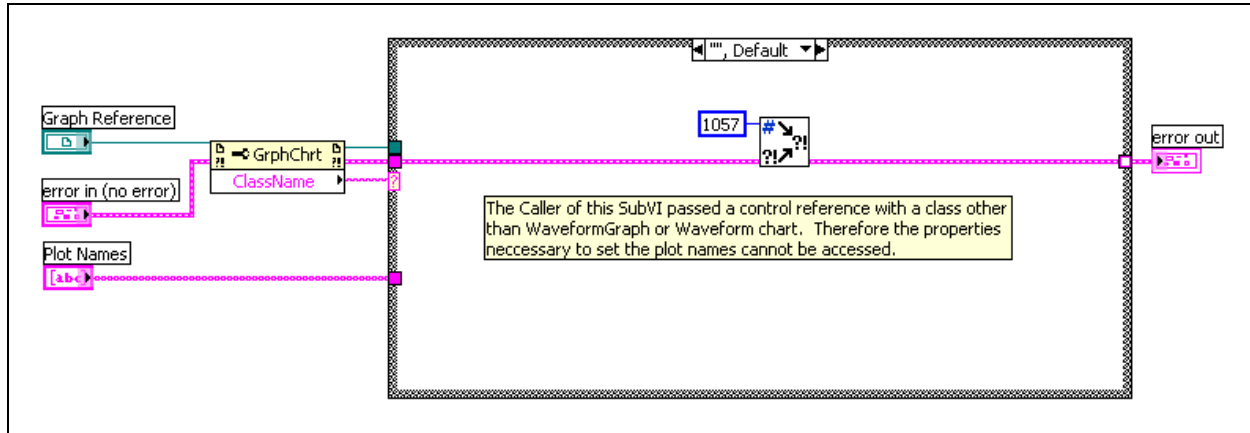 "", Default
Graph Reference
1057
#
?!
?!
error out
?!
GrphChrt
?!
ClassName
?
error in (no error)
The Caller of this SubVI passed a control reference with a class other
than WaveformGraph or Waveform chart. Therefore the properties
neccessary to set the plot names cannot be accessed.
Plot Names
[abc]